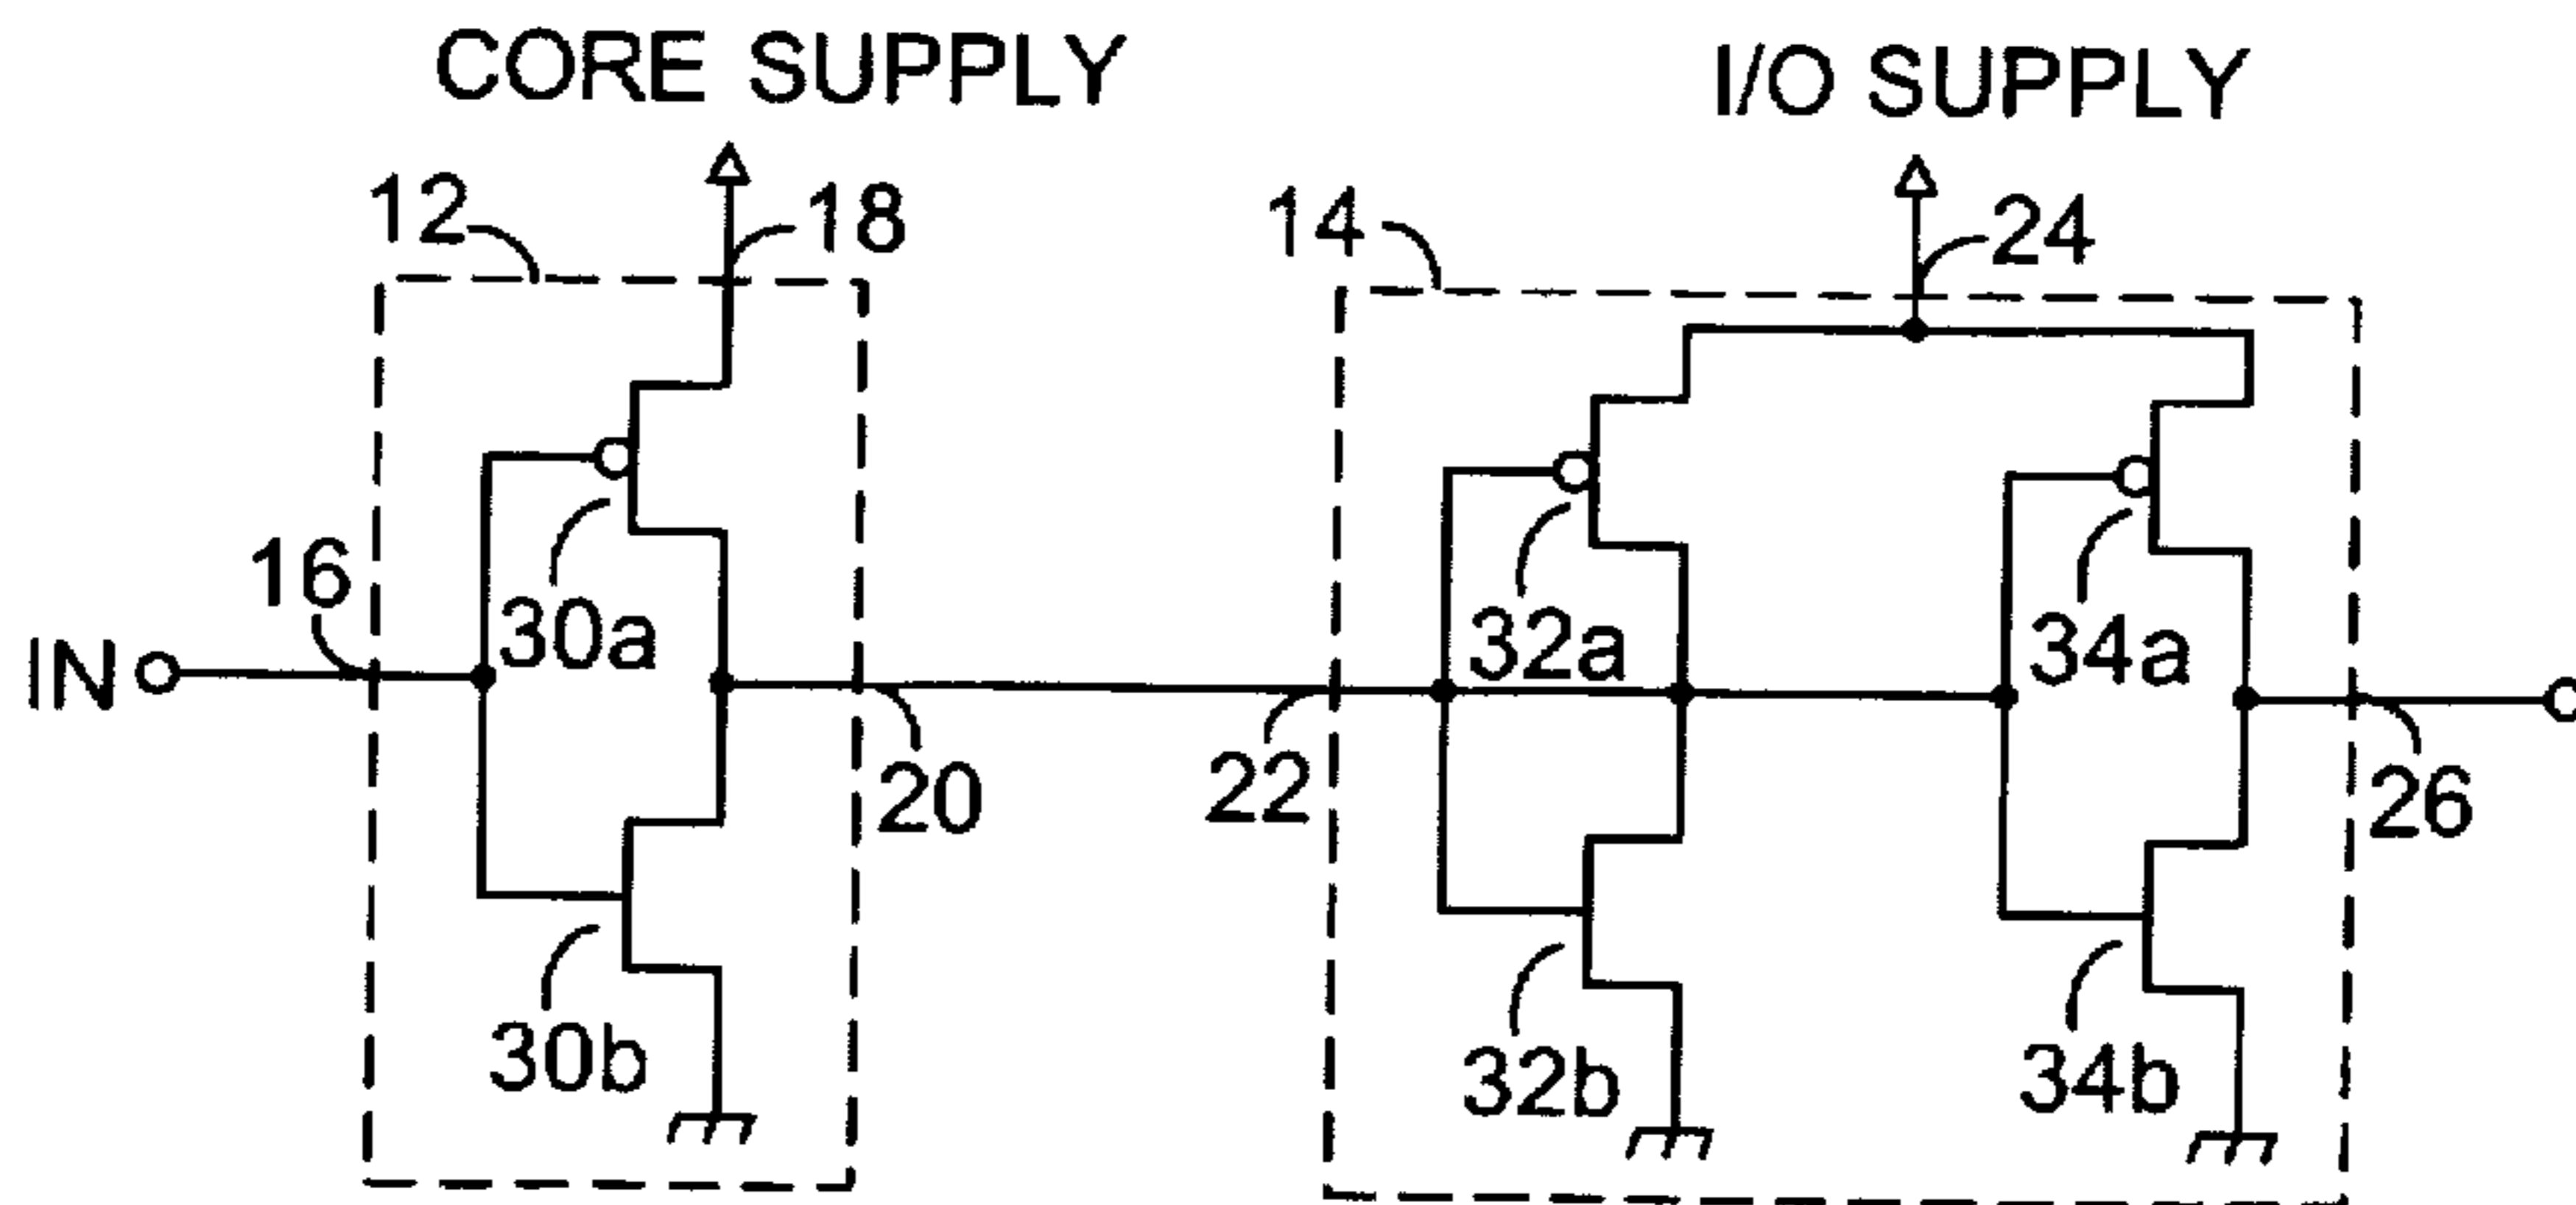 CORE SUPPLY
I/O SUPPLY
12
18
14
24
16
30a
32a
34a
IN
20
22
26
30b
32b
34b